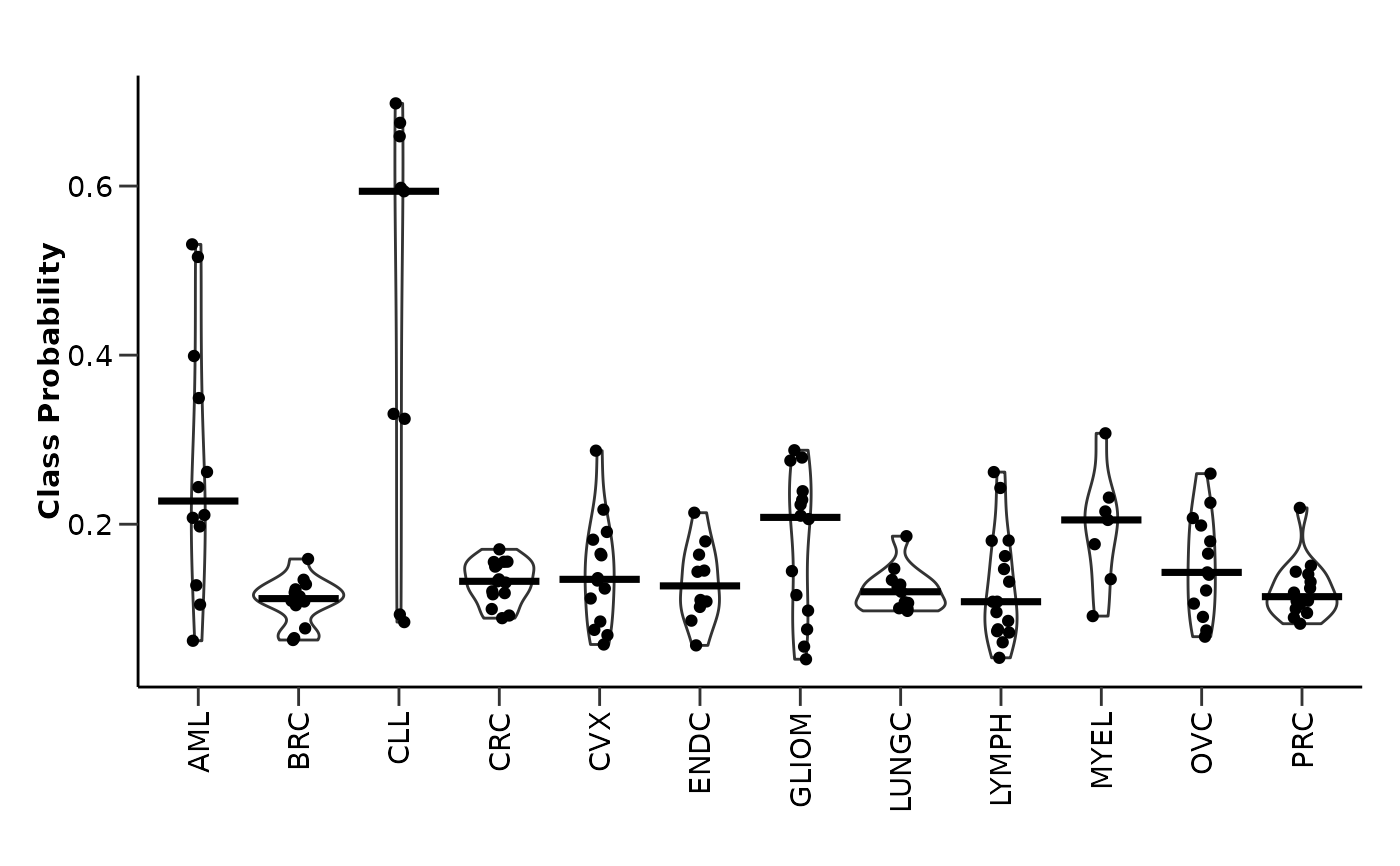 Class Probability
0.6
0.4
0.2
AML
BRC
CLL
CRC
CVX
ENDC
GLIOM
LUNGC
LYMPH
MYEL
OVC
PRC